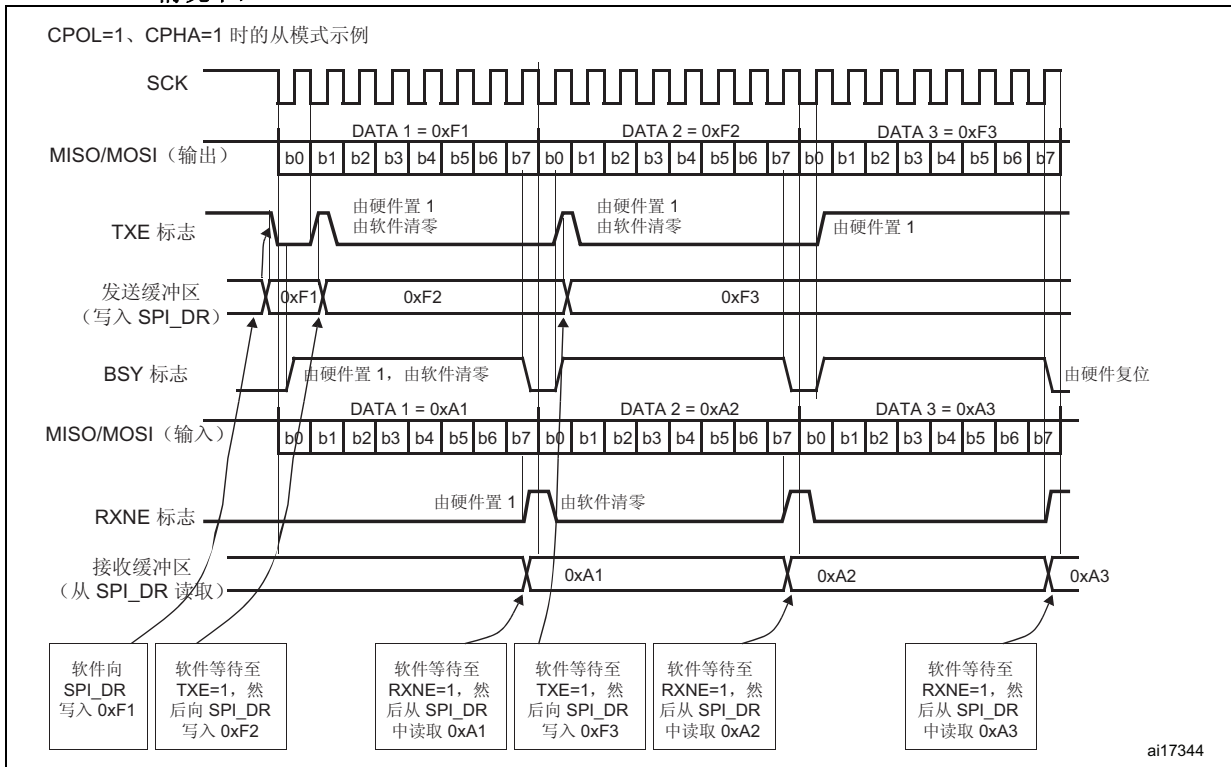 CPOL=1、CPHA=1 时的从模式示例
SCK
DATA 1 = 0xF1
DATA 2 = 0xF2
DATA 3 = 0xF3
MISO/MOSI（输出）
b0 b1 b2 b3 b4 b5 b6 b7 b0 b1 b2 b3 b4 b5 b6 b7 b0 b1 b2 b3 b4 b5 b6 b7
由硬件置 1
由软件清零
由硬件置 1
由软件清零
TXE 标志
由硬件置 1
发送缓冲区
（写入 SPI_DR）
0xF1
0xF2
0xF3
BSY 标志
由硬件置 1，由软件清零
由硬件复位
DATA 1 = 0xA1
DATA 2 = 0xA2
DATA 3 = 0xA3
MISO/MOSI（输入）
b0 b1 b2 b3 b4 b5 b6 b7 b0 b1 b2 b3 b4 b5 b6 b7 b0 b1 b2 b3 b4 b5 b6 b7
由硬件置 1
由软件清零
RXNE 标志
接收缓冲区
（从 SPI_DR 读取）
0xA1
0xA2
0xA3
软件向
SPI_DR
写入 0xF1
软件等待至
TXE=1，然
后向 SPI_DR
写入 0xF2
软件等待至
RXNE=1，然
后从 SPI_DR
中读取 0xA1
软件等待至
TXE=1，然
后向 SPI_DR
写入 0xF3
软件等待至
RXNE=1，然
后从 SPI_DR
中读取 0xA2
软件等待至
RXNE=1，然
后从 SPI_DR
中读取 0xA3
ai17344